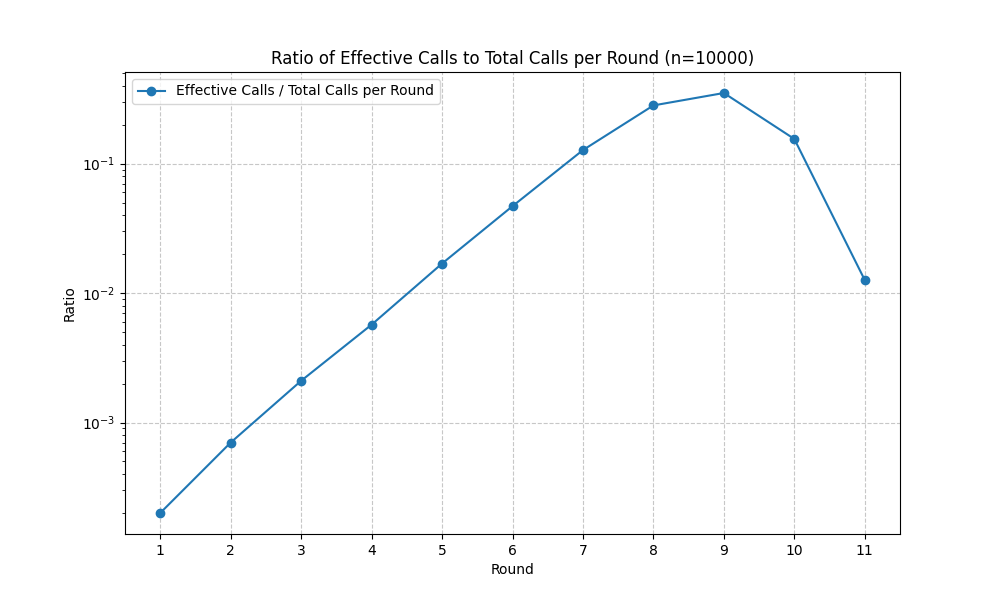 Ratio of Effective Calls to Total Calls per Round (n=10000)
Effective Calls / Total Calls per Round
Ratio
10⁻¹
10⁻²
10⁻³
1 2 3 4 5 6 7 8 9 10 11
Round